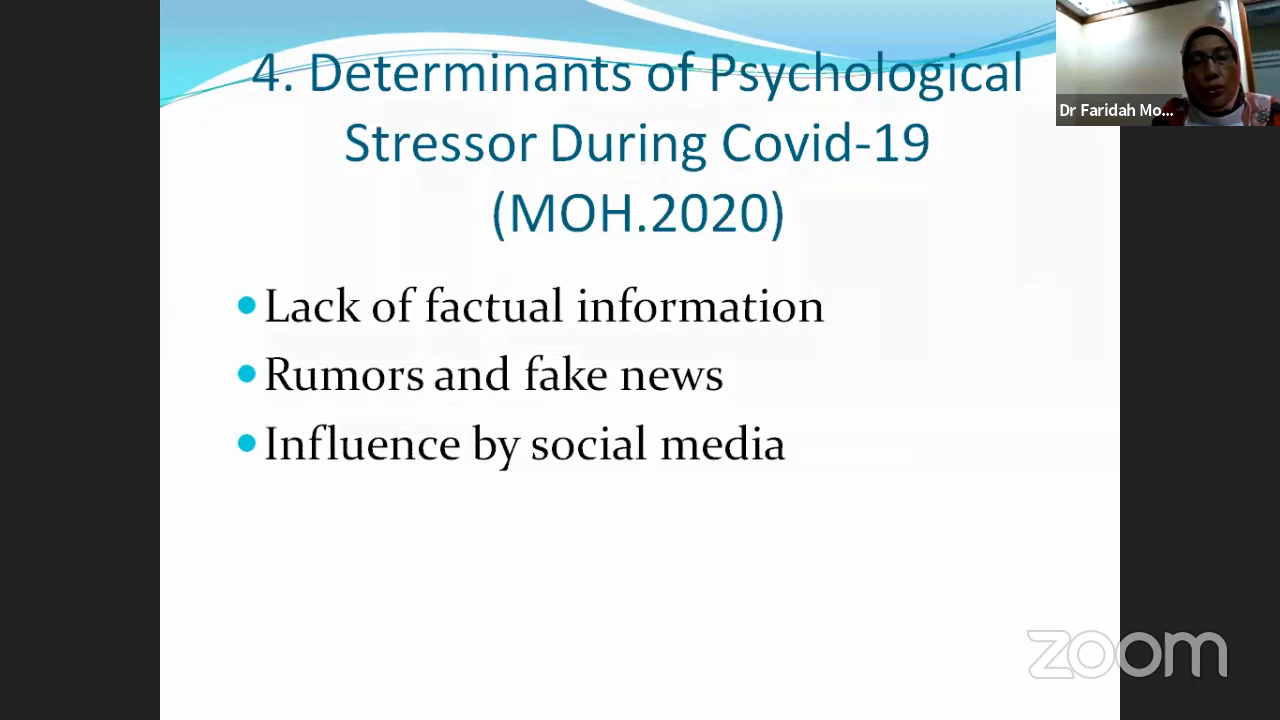 4. Determinants of Psychological
Stressor During Covid-19
(MOH.2020)
Dr Faridah Mo...
• Lack of factual information
• Rumors and fake news
• Influence by social media
zoom